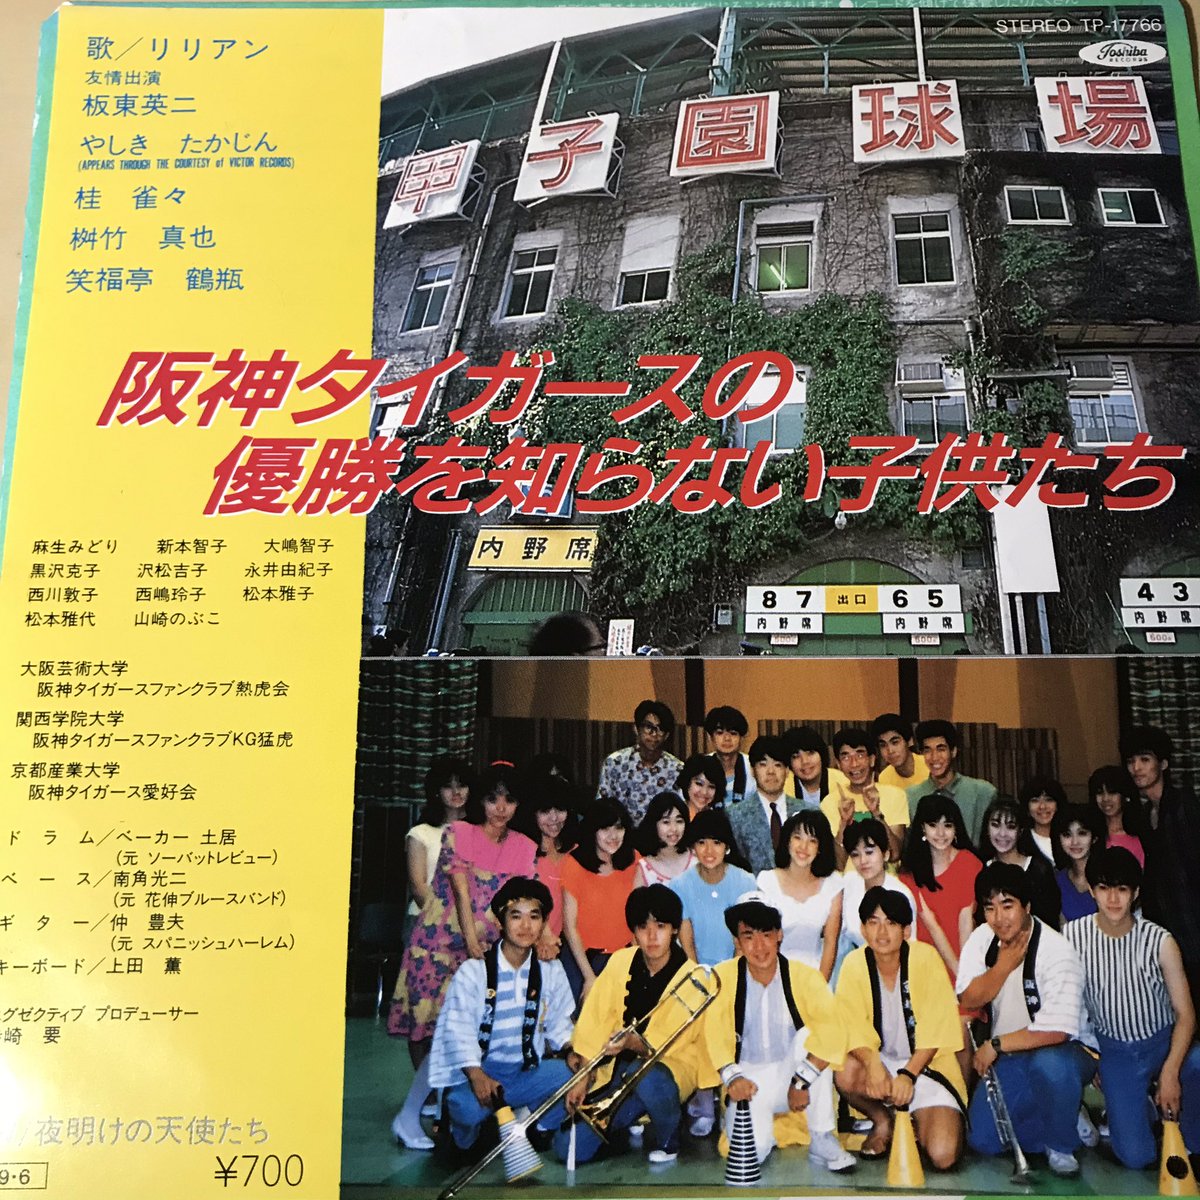 STEREO TP-17766
Toshiba
RECORDS
歌/リリアン
友情出演
板東英二
やしき たかじん
(APPEARS THROUGH THE COURTESY of VICTOR RECORDS)
桂 雀々
桝竹 真也
笑福亭 鶴瓶
甲子園球場
阪神タイガースの
優勝を知らない子供たち
内野席
87 出口 65
内野席 内野席
43
内野席
麻生みどり 新本智子 大嶋智子
黒沢克子 沢松吉子 永井由紀子
西川敦子 西嶋玲子 松本雅子
松本雅代 山崎のぶこ
大阪芸術大学
阪神タイガースファンクラブ熱虎会
関西学院大学
阪神タイガースファンクラブKG猛虎
京都産業大学
阪神タイガース愛好会
ドラム/ベーカー 土居
(元 ソーバットレビュー)
ベース/南角光二
(元 花伸ブルースバンド)
ギター/仲 豊夫
(元 スパニッシュハーレム)
キーボード/上田 薫
グゼクティブ プロデューサー
崎 要
/夜明けの天使たち
9・6
¥700